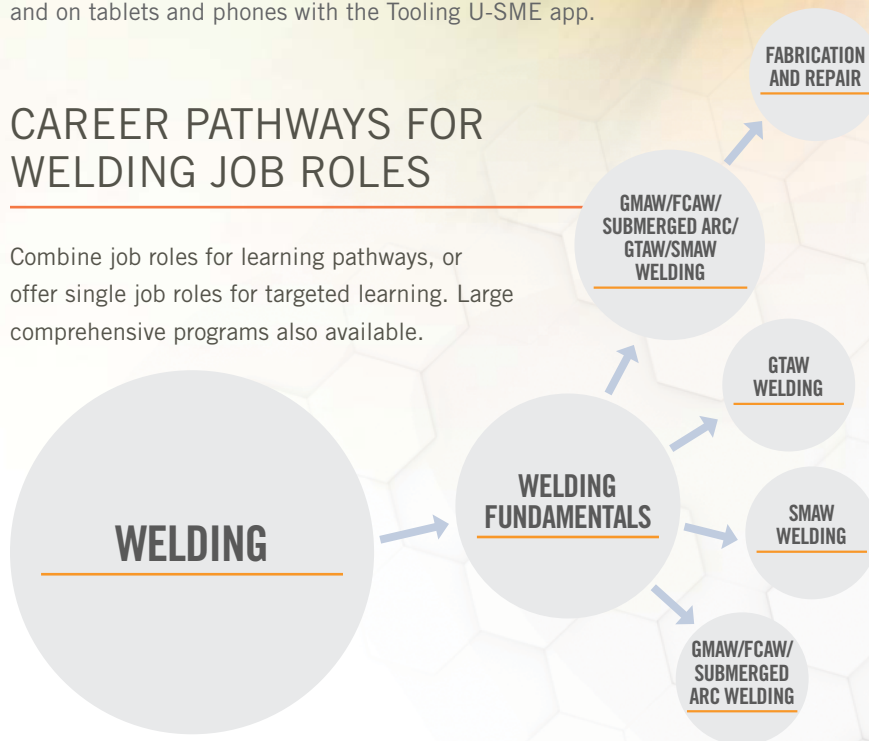 and on tablets and phones with the Tooling U-SME app.
CAREER PATHWAYS FOR
WELDING JOB ROLES
Combine job roles for learning pathways, or
offer single job roles for targeted learning. Large
comprehensive programs also available.
WELDING
WELDING
FUNDAMENTALS
FABRICATION
AND REPAIR
GMAW/FCAW/
SUBMERGED ARC/
GTAW/SMAW
WELDING
GTAW
WELDING
SMAW
WELDING
GMAW/FCAW/
SUBMERGED
ARC WELDING